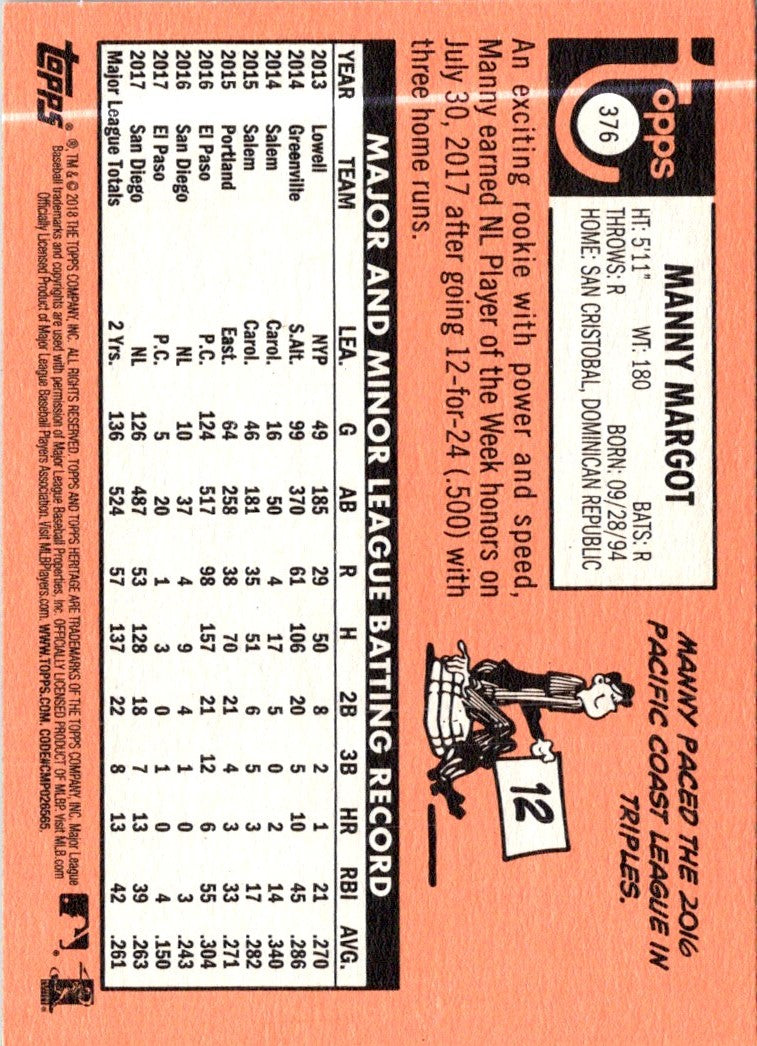 topps
376
MANNY MARGOT
HT: 5'11" WT: 180 BATS: R
THROWS: R BORN: 09/28/94
HOME: SAN CRISTOBAL, DOMINICAN REPUBLIC
An exciting rookie with power and speed,
Manny earned NL Player of the Week honors on
July 30, 2017 after going 12-for-24 (.500) with
three home runs.
MANNY PACED THE 2016
PACIFIC COAST LEAGUE IN
TRIPLES.
12
MAJOR AND MINOR LEAGUE BATTING RECORD
YEAR TEAM LEA. G AB R H 2B 3B HR RBI AVG.
2013 Lowell NYP 49 185 29 50 8 2 1 21 .270
2014 Greenville S.Alt. 99 370 61 106 20 5 10 45 .286
2014 Salem Carol. 16 50 4 17 5 0 2 14 .340
2015 Salem Carol. 46 181 35 51 6 5 3 17 .282
2015 Portland East. 64 258 38 70 21 4 3 33 .271
2016 El Paso P.C. 124 517 98 157 21 12 6 55 .304
2016 San Diego NL 10 37 4 9 4 1 0 3 .243
2017 El Paso P.C. 5 20 1 3 0 0 0 4 .150
2017 San Diego NL 126 487 53 128 18 7 13 39 .263
Major League Totals 2 Yrs. 136 524 57 137 22 8 13 42 .261
topps
®, TM & © 2018 THE TOPPS COMPANY, INC. ALL RIGHTS RESERVED. TOPPS AND TOPPS HERITAGE ARE TRADEMARKS OF THE TOPPS COMPANY, INC. Major League
Baseball trademarks and copyrights are used with permission of Major League Baseball Properties, Inc. OFFICIALLY LICENSED PRODUCT OF MLBP. Visit MLB.com
Officially Licensed Product of Major League Baseball Players Association. Visit MLBPlayers.com. WWW.TOPPS.COM. CODE#CMP026565.